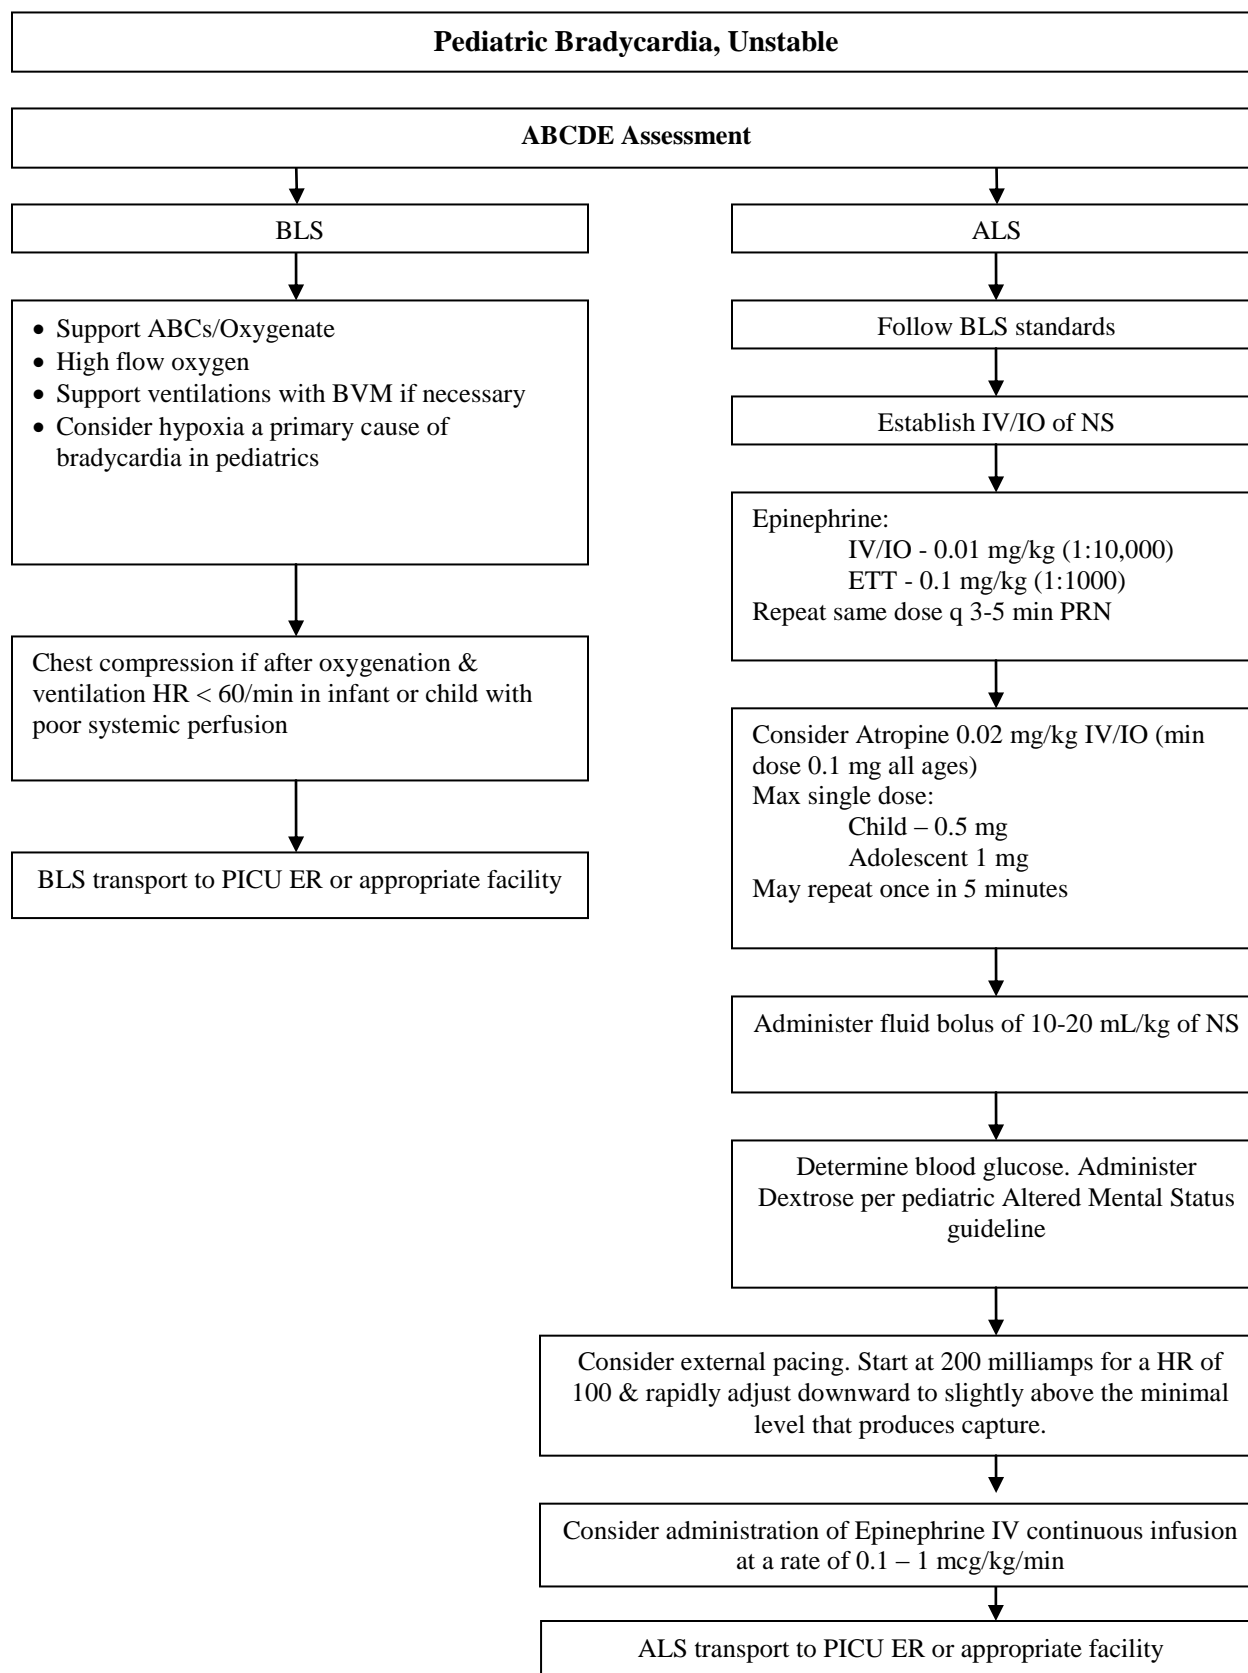 Pediatric Bradycardia, Unstable
ABCDE Assessment
BLS
• Support ABCs/Oxygenate
• High flow oxygen
• Support ventilations with BVM if necessary
• Consider hypoxia a primary cause of
bradycardia in pediatrics
Chest compression if after oxygenation &
ventilation HR < 60/min in infant or child with
poor systemic perfusion
BLS transport to PICU ER or appropriate facility
ALS
Follow BLS standards
Establish IV/IO of NS
Epinephrine:
IV/IO - 0.01 mg/kg (1:10,000)
ETT - 0.1 mg/kg (1:1000)
Repeat same dose q 3-5 min PRN
Consider Atropine 0.02 mg/kg IV/IO (min
dose 0.1 mg all ages)
Max single dose:
Child – 0.5 mg
Adolescent 1 mg
May repeat once in 5 minutes
Administer fluid bolus of 10-20 mL/kg of NS
Determine blood glucose. Administer
Dextrose per pediatric Altered Mental Status
guideline
Consider external pacing. Start at 200 milliamps for a HR of
100 & rapidly adjust downward to slightly above the minimal
level that produces capture.
Consider administration of Epinephrine IV continuous infusion
at a rate of 0.1 – 1 mcg/kg/min
ALS transport to PICU ER or appropriate facility